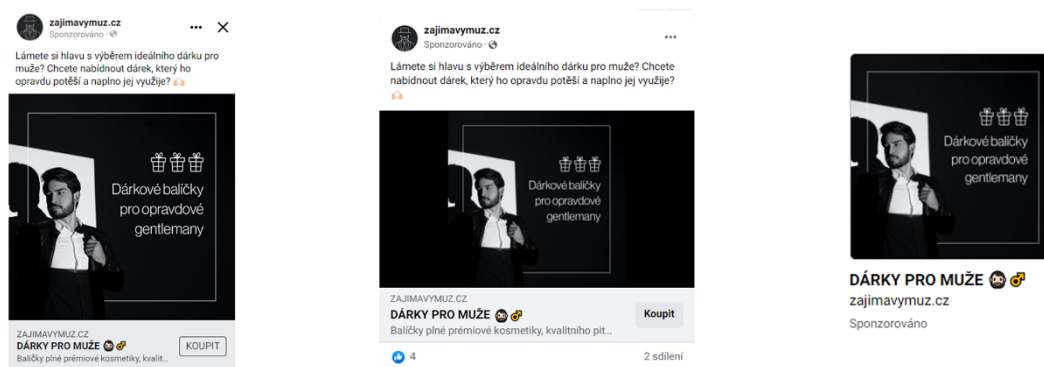 zajimavymuz.cz
Sponzorováno ·
Lámete si hlavu s výběrem ideálního dárku pro
muže? Chcete nabídnout dárek, který ho
opravdu potěší a naplno jej využije? 🙌🏻
Dárkové balíčky
pro opravdové
gentlemany
ZAJIMAVYMUZ.CZ
DÁRKY PRO MUŽE 🧔🏻♂️
KOUPIT
Balíčky plné prémiové kosmetiky, kvalit...
zajimavymuz.cz
Sponzorováno ·
Lámete si hlavu s výběrem ideálního dárku pro muže? Chcete
nabídnout dárek, který ho opravdu potěší a naplno jej využije?
🙌🏻
Dárkové balíčky
pro opravdové
gentlemany
ZAJIMAVYMUZ.CZ
DÁRKY PRO MUŽE 🧔🏻♂️
Koupit
Balíčky plné prémiové kosmetiky, kvalitního pit...
4
2 sdílení
Dárkové balíčky
pro opravdové
gentlemany
DÁRKY PRO MUŽE 🧔🏻♂️
zajimavymuz.cz
Sponzorováno